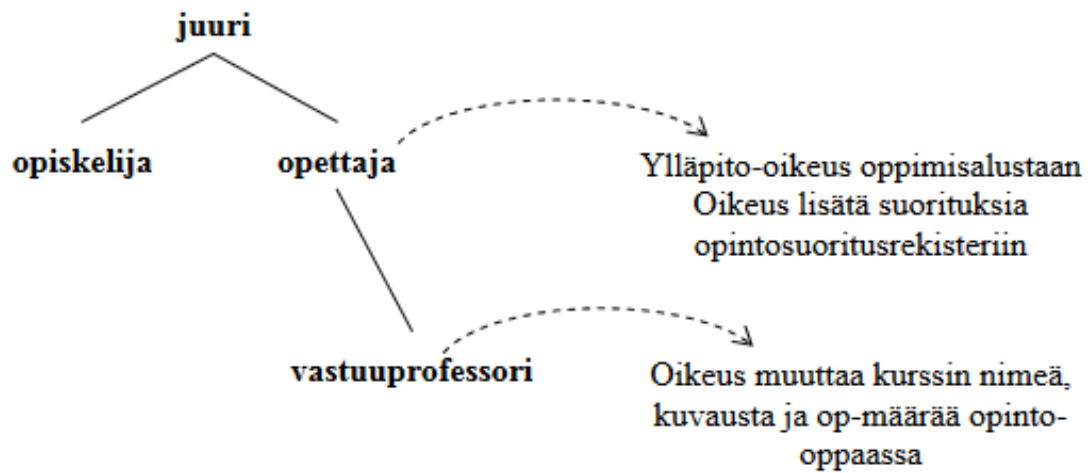 juuri
opiskelija
opettaja
Ylläpito-oikeus oppimisalustaan
Oikeus lisätä suorituksia
opintosuoritusrekisteriin
vastuuprofessori
Oikeus muuttaa kurssin nimeä,
kuvausta ja op-määrää opinto-
oppaassa